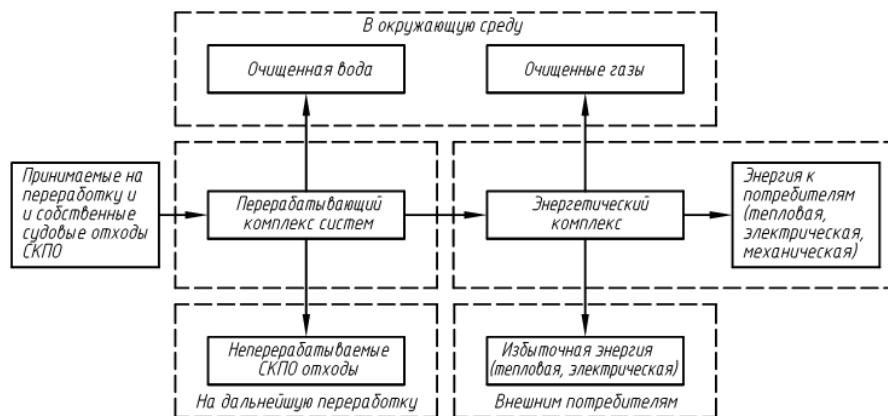 В окружающую среду
Очищенная вода
Очищенные газы
Принимаемые на
переработку и
и собственные
судовые отходы
СКПО
Перерабатывающий
комплекс систем
Энергетический
комплекс
Энергия к
потребителям
(тепловая,
электрическая,
механическая)
Неперерабатываемые
СКПО отходы
На дальнейшую переработку
Избыточная энергия
(тепловая, электрическая)
Внешним потребителям